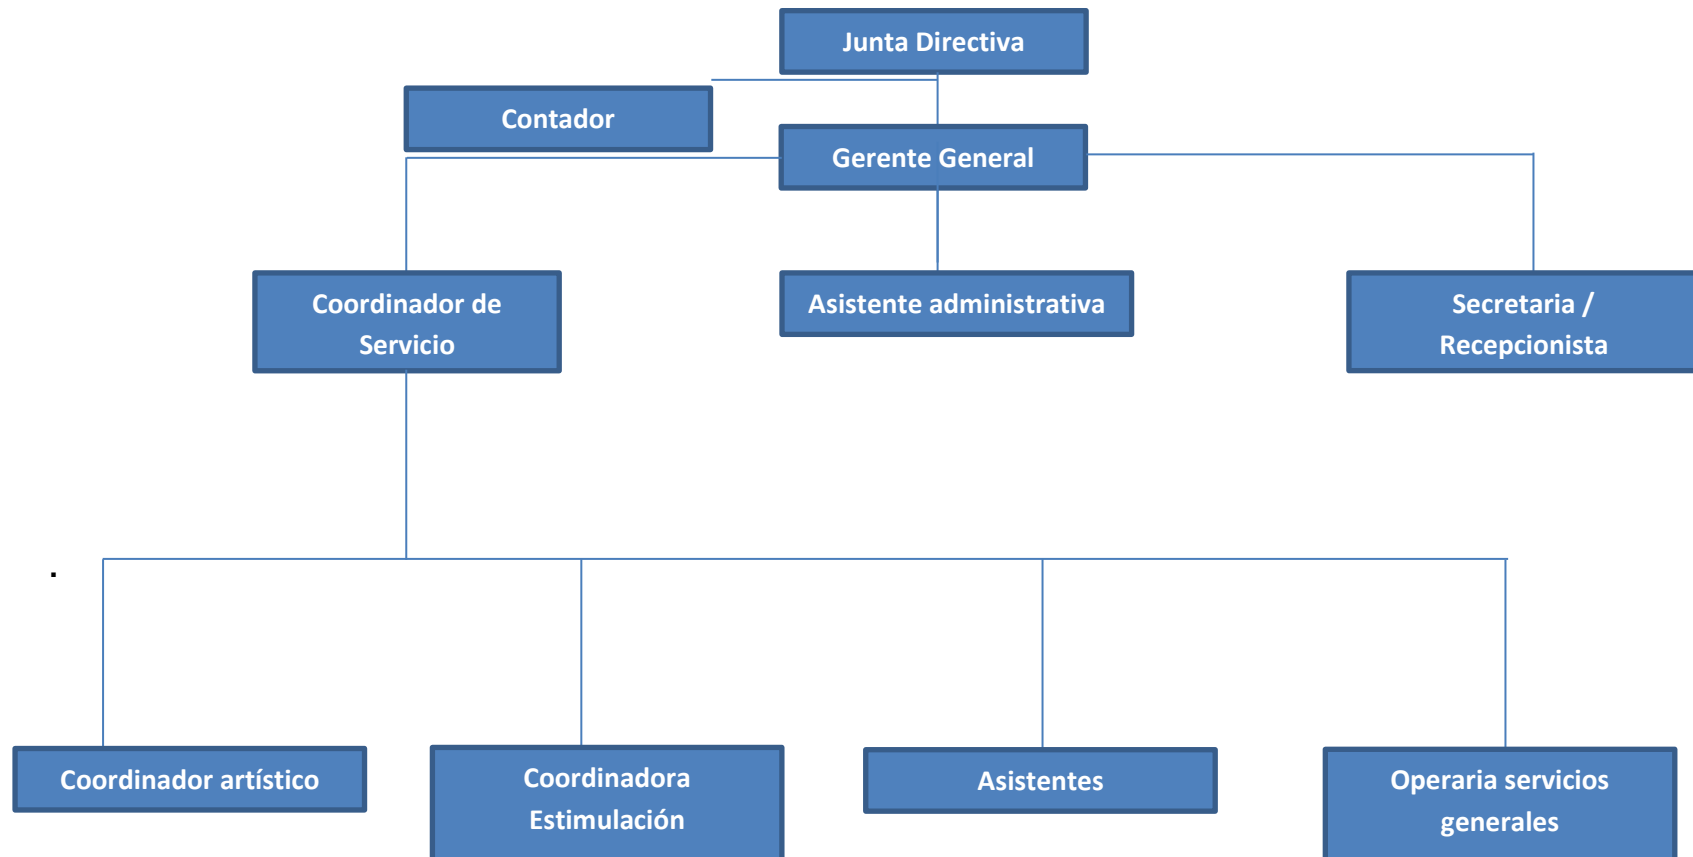 Junta Directiva
Contador
Gerente General
Coordinador de
Servicio
Asistente administrativa
Secretaria /
Recepcionista
.
Coordinador artístico
Coordinadora
Estimulación
Asistentes
Operaria servicios
generales